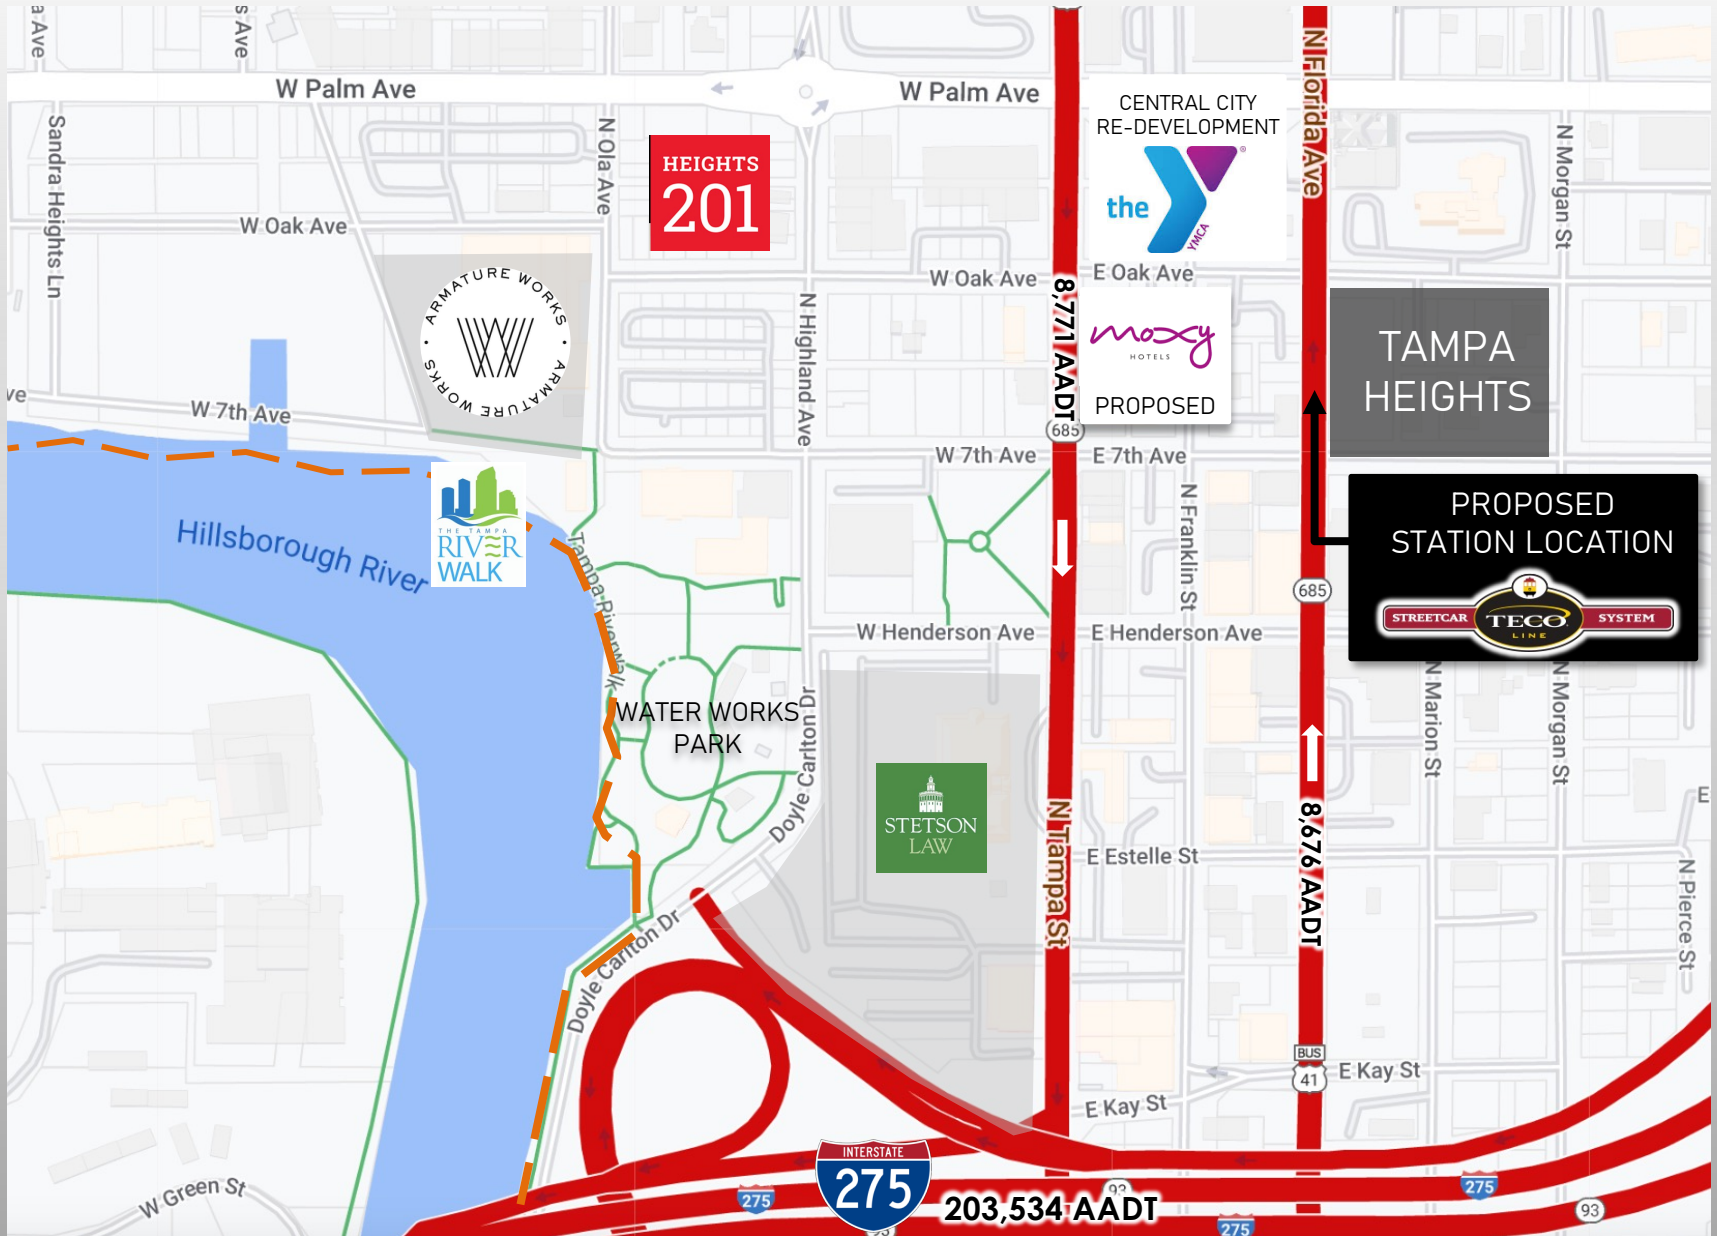 a Ave
s Ave
W Palm Ave
W Palm Ave
N Florida Ave
CENTRAL CITY
RE-DEVELOPMENT
the
YMCA
®
Sandra Heights Ln
N Ola Ave
HEIGHTS
201
N Morgan St
W Oak Ave
W Oak Ave
E Oak Ave
ARMATURE WORKS
W
ARMATURE WORKS
N Highland Ave
8,771 AADT
moxy
HOTELS
PROPOSED
TAMPA
HEIGHTS
ve
W 7th Ave
685
W 7th Ave
E 7th Ave
THE TAMPA
RIVER
WALK
Hillsborough River
Tampa Riverwalk
N Franklin St
PROPOSED
STATION LOCATION
STREETCAR
TECO
LINE
SYSTEM
685
W Henderson Ave
E Henderson Ave
WATER WORKS
PARK
Doyle Carlton Dr
N Marion St
N Morgan St
STETSON
LAW
N Tampa St
8,676 AADT
E
E Estelle St
N Pierce St
Doyle Carlton Dr
BUS
41
E Kay St
E Kay St
W Green St
INTERSTATE
275
275
203,534 AADT
93
275
275
93
93